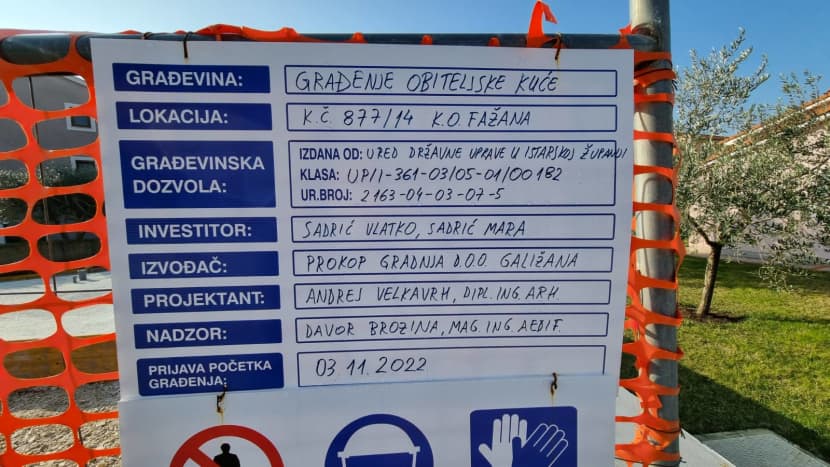 GRAĐEVINA: GRAĐENJE OBITELJSKE KUĆE
LOKACIJA: K.Č. 877/14 K.O. FAŽANA
GRAĐEVINSKA DOZVOLA: IZDANA OD: URED DRŽAVNE UPRAVE U ISTARSKOJ ŽUPANIJI
KLASA: UP/I-361-03/05-01/00182
UR.BROJ: 2163-04-03-07-5
INVESTITOR: SADRIĆ VLATKO, SADRIĆ MARA
IZVOĐAČ: PROKOP GRADNJA D.O.O. GALIŽANA
PROJEKTANT: ANDREJ VELKAVRH, DIPL.ING.ARH.
NADZOR: DAVOR BROZINA, MAG.ING.AEDIF.
PRIJAVA POČETKA GRAĐENJA: 03.11.2022